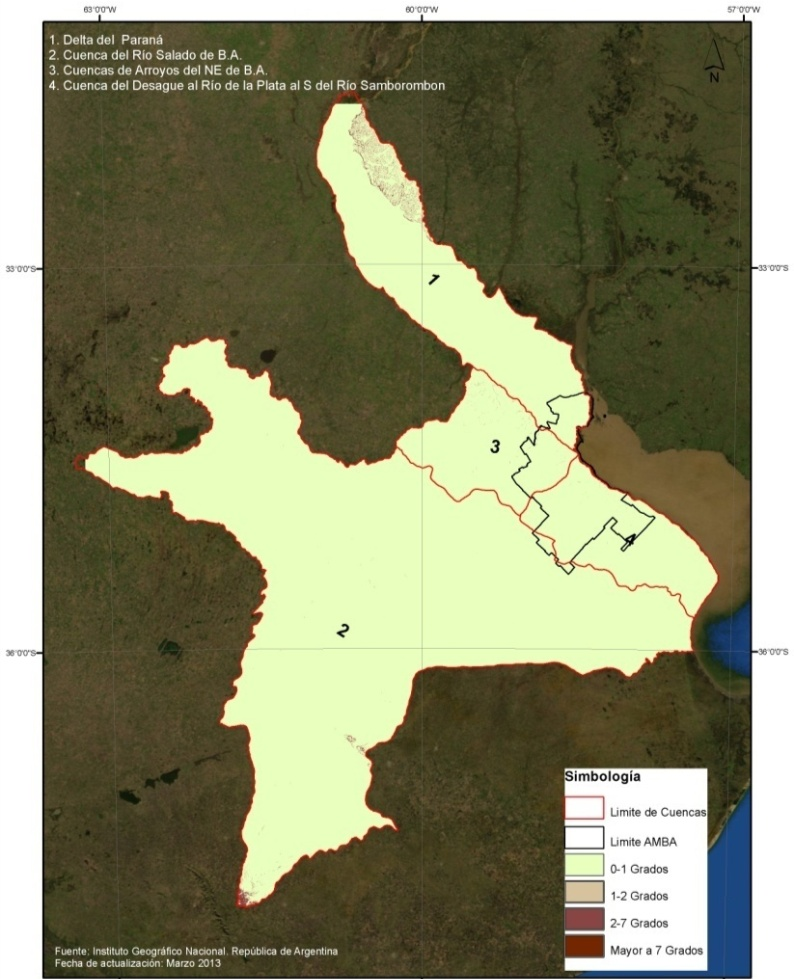 63°0'0"W 60°0'0"W 57°0'0"W
1. Delta del Paraná
2. Cuenca del Río Salado de B.A.
3. Cuencas de Arroyos del NE de B.A.
4. Cuenca del Desague al Río de la Plata al S del Río Samborombon
N
33°0'0"S 33°0'0"S
1
3
4
2
36°0'0"S 36°0'0"S
Simbología
Limite de Cuencas
Limite AMBA
0-1 Grados
1-2 Grados
2-7 Grados
Mayor a 7 Grados
Fuente: Instituto Geográfico Nacional. República de Argentina
Fecha de actualización: Marzo 2013